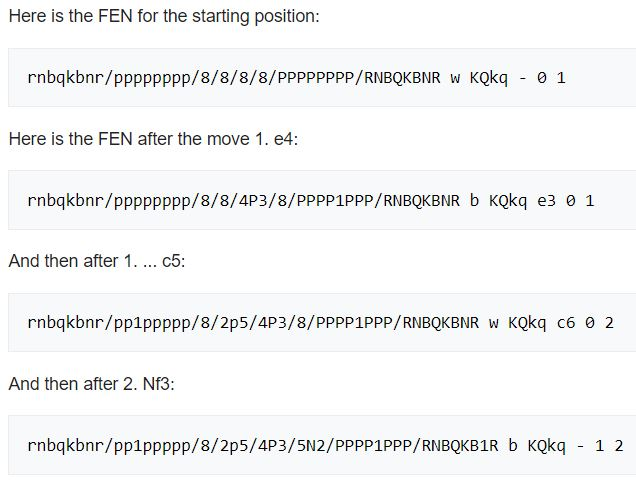 Here is the FEN for the starting position:
rnbqkbnr/pppppppp/8/8/8/8/PPPPPPPP/RNBQKBNR w KQkq - 0 1
Here is the FEN after the move 1. e4:
rnbqkbnr/pppppppp/8/8/4P3/8/PPPP1PPP/RNBQKBNR b KQkq e3 0 1
And then after 1. ... c5:
rnbqkbnr/pp1ppppp/8/2p5/4P3/8/PPPP1PPP/RNBQKBNR w KQkq c6 0 2
And then after 2. Nf3:
rnbqkbnr/pp1ppppp/8/2p5/4P3/5N2/PPPP1PPP/RNBQKB1R b KQkq - 1 2